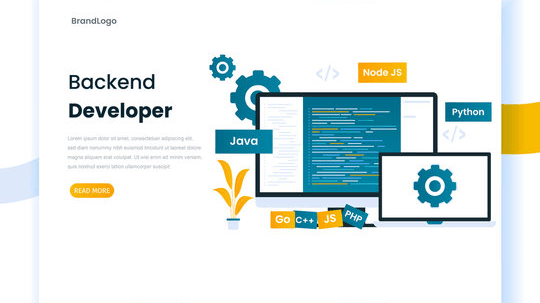 BrandLogo
Backend
Developer
Lorem ipsum dolor sit amet, consectetur adipiscing elit,
sed diam nonummy nibh euismod tincidunt ut laoreet dolore
magna aliquam erat volutpat. Ut wisi enim ad minim veniam,
quis nostrud exerci tation ullamcorper suscipit.
READ MORE
</>
Node JS
Python
</>
Java
Go
C++
JS
PHP